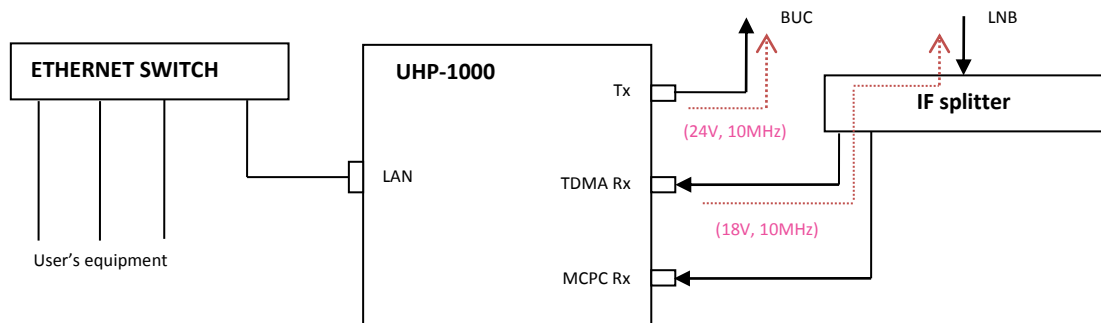 BUC
LNB
ETHERNET SWITCH
UHP-1000
Tx
IF splitter
(24V, 10MHz)
LAN
TDMA Rx
(18V, 10MHz)
User’s equipment
MCPC Rx